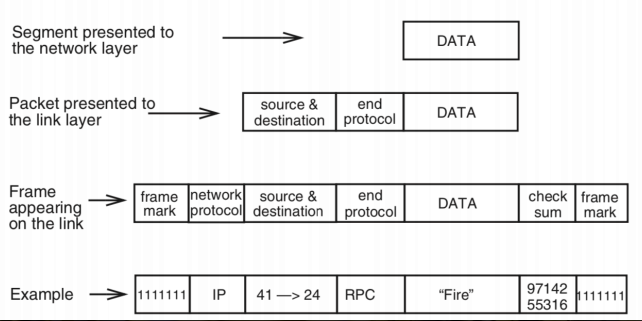 Segment presented to
the network layer
DATA
Packet presented to
the link layer
source &
destination
end
protocol
DATA
Frame
appearing
on the link
frame
mark
network
protocol
source &
destination
end
protocol
DATA
check
sum
frame
mark
Example
1111111
IP
41 —> 24
RPC
“Fire”
97142
55316
1111111